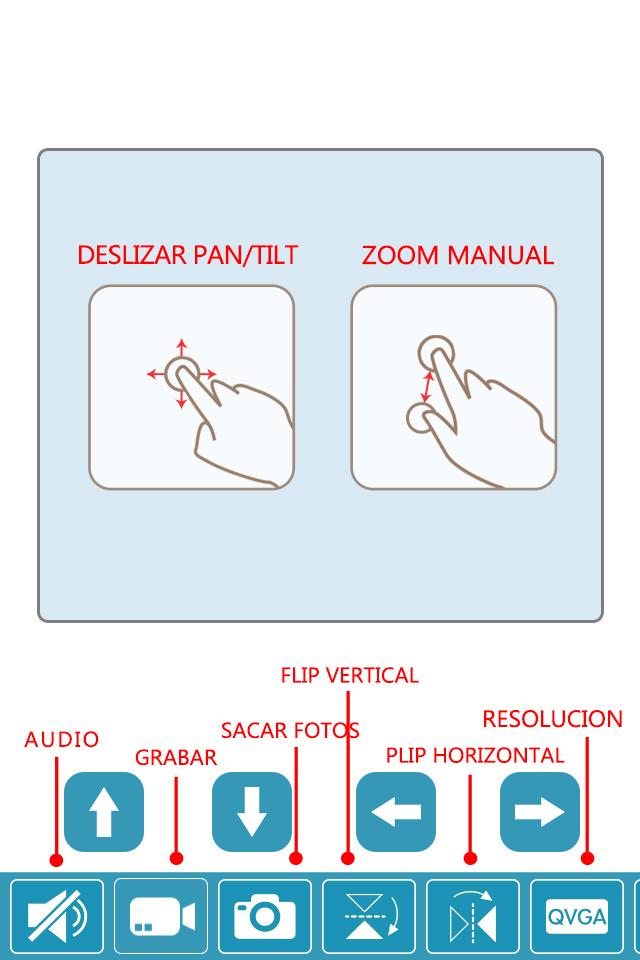 DESLIZAR PAN/TILT
ZOOM MANUAL
FLIP VERTICAL
RESOLUCION
SACAR FOTOS
AUDIO
GRABAR
PLIP HORIZONTAL
QVGA